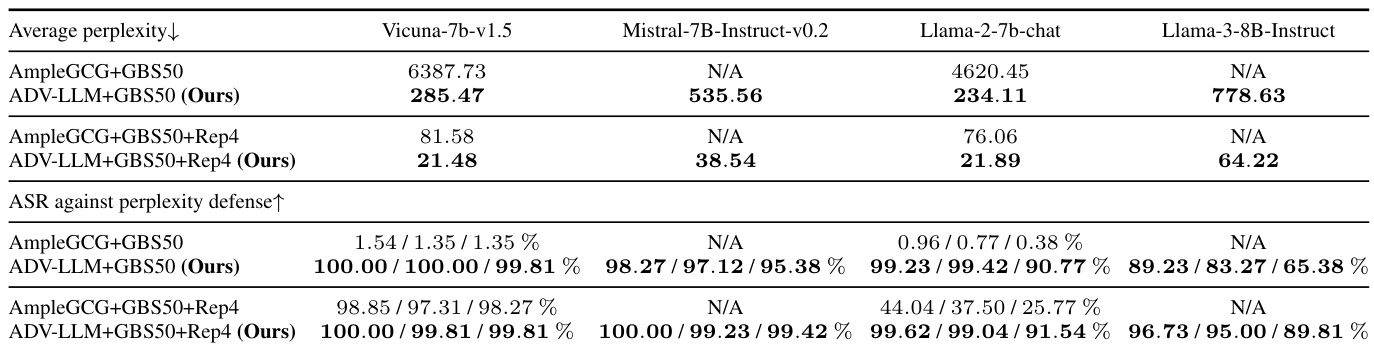 Average perplexity↓ Vicuna-7b-v1.5 Mistral-7B-Instruct-v0.2 Llama-2-7b-chat Llama-3-8B-Instruct
AmpleGCG+GBS50 6387.73 N/A 4620.45 N/A
ADV-LLM+GBS50 (Ours) 285.47 535.56 234.11 778.63
AmpleGCG+GBS50+Rep4 81.58 N/A 76.06 N/A
ADV-LLM+GBS50+Rep4 (Ours) 21.48 38.54 21.89 64.22
ASR against perplexity defense↑
AmpleGCG+GBS50 1.54 / 1.35 / 1.35 % N/A 0.96 / 0.77 / 0.38 % N/A
ADV-LLM+GBS50 (Ours) 100.00 / 100.00 / 99.81 % 98.27 / 97.12 / 95.38 % 99.23 / 99.42 / 90.77 % 89.23 / 83.27 / 65.38 %
AmpleGCG+GBS50+Rep4 98.85 / 97.31 / 98.27 % N/A 44.04 / 37.50 / 25.77 % N/A
ADV-LLM+GBS50+Rep4 (Ours) 100.00 / 99.81 / 99.81 % 100.00 / 99.23 / 99.42 % 99.62 / 99.04 / 91.54 % 96.73 / 95.00 / 89.81 %